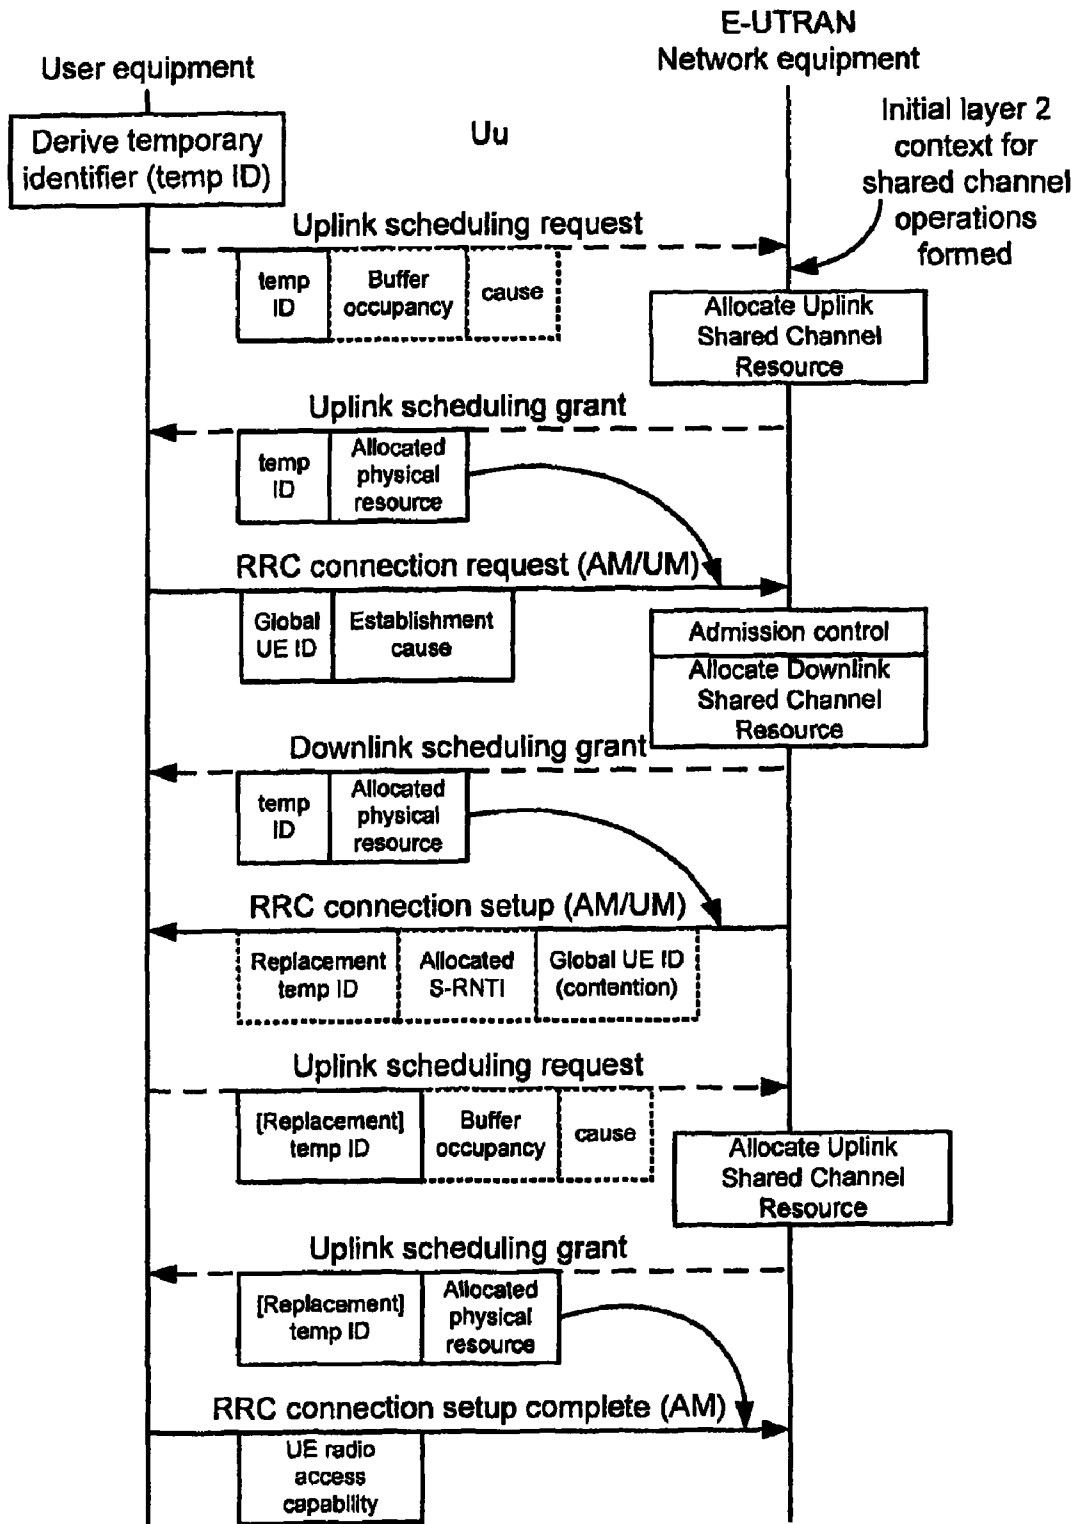 E-UTRAN
Network equipment
User equipment
Initial layer 2
context for
shared channel
operations
formed
Derive temporary
identifier (temp ID)
Uu
Uplink scheduling request
temp
ID
Buffer
occupancy
cause
Allocate Uplink
Shared Channel
Resource
Uplink scheduling grant
temp
ID
Allocated
physical
resource
RRC connection request (AM/UM)
Global
UE ID
Establishment
cause
Admission control
Allocate Downlink
Shared Channel
Resource
Downlink scheduling grant
temp
ID
Allocated
physical
resource
RRC connection setup (AM/UM)
Replacement
temp ID
Allocated
S-RNTI
Global UE ID
(contention)
Uplink scheduling request
[Replacement]
temp ID
Buffer
occupancy
cause
Allocate Uplink
Shared Channel
Resource
Uplink scheduling grant
[Replacement]
temp ID
Allocated
physical
resource
RRC connection setup complete (AM)
UE radio
access
capability